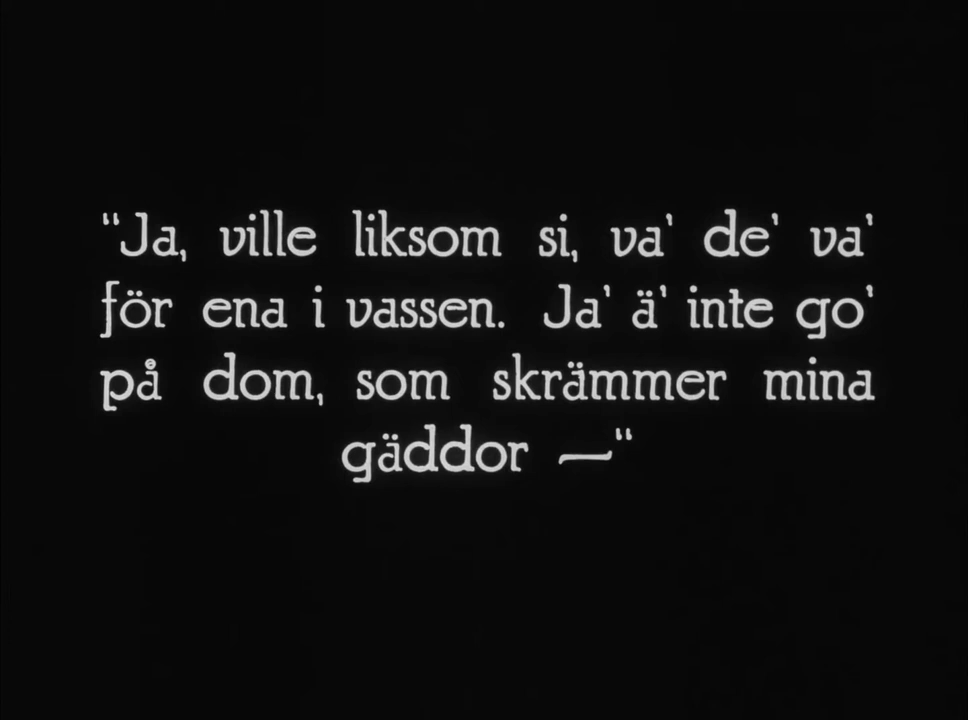 "Ja, ville liksom si, va' de' va'
för ena i vassen. Ja' ä' inte go'
på dom, som skrämmer mina
gäddor —"